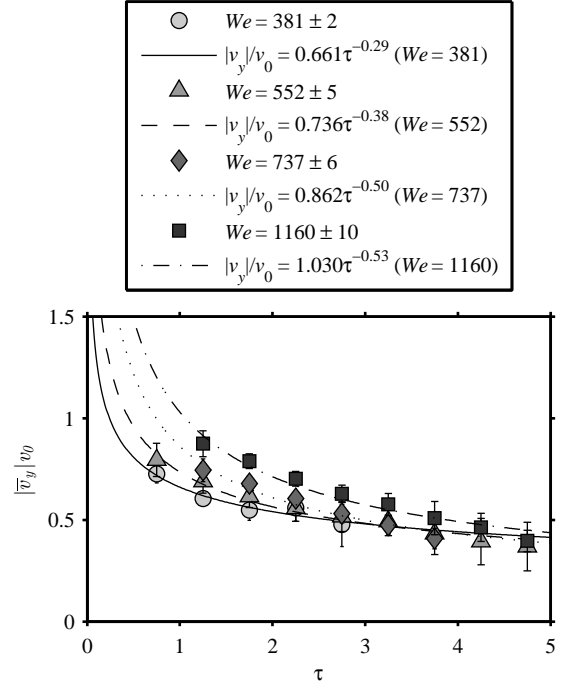 We = 381 ± 2
|v_y|/v_0 = 0.661τ^−0.29 (We = 381)
We = 552 ± 5
|v_y|/v_0 = 0.736τ^−0.38 (We = 552)
We = 737 ± 6
|v_y|/v_0 = 0.862τ^−0.50 (We = 737)
We = 1160 ± 10
|v_y|/v_0 = 1.030τ^−0.53 (We = 1160)
1.5
1
0.5
0
|v̅_y|v_0
0 1 2 3 4 5
τ